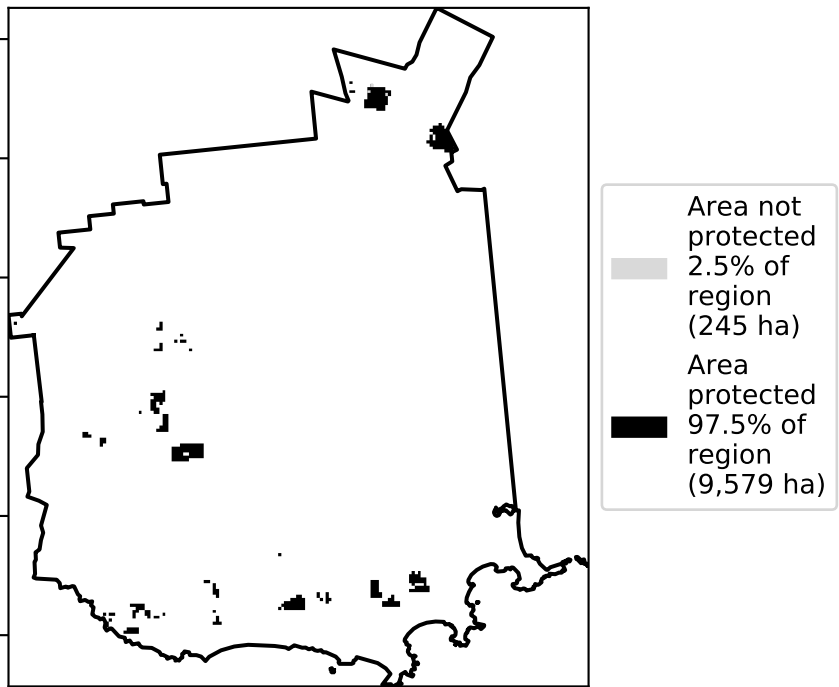 Area not
protected
2.5% of
region
(245 ha)
Area
protected
97.5% of
region
(9,579 ha)